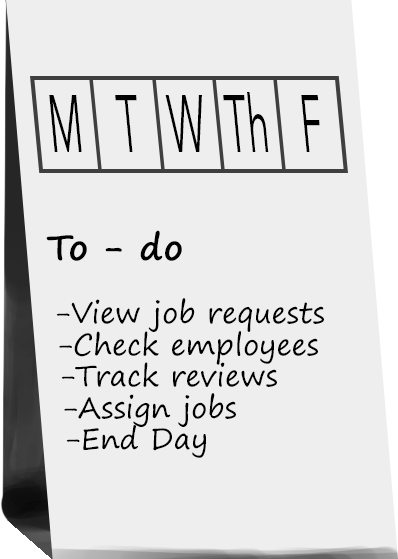 M T W Th F
To - do
-View job requests
-Check employees
-Track reviews
-Assign jobs
-End Day